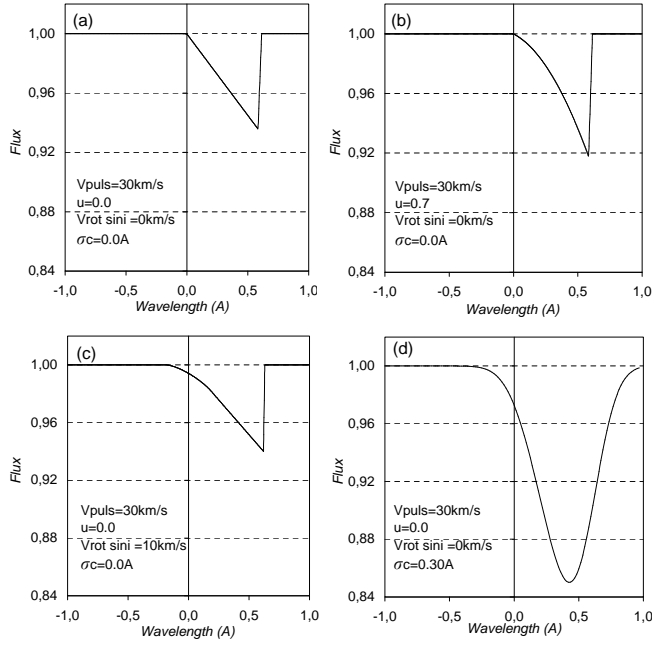 (a)
1,00
0,96
0,92
0,88
0,84
Flux
Vpuls=30km/s
u=0.0
Vrot sini =0km/s
σc=0.0A
-1,0 -0,5 0,0 0,5 1,0
Wavelength (A)
(b)
1,00
0,96
0,92
0,88
0,84
Flux
Vpuls=30km/s
u=0.7
Vrot sini =0km/s
σc=0.0A
-1,0 -0,5 0,0 0,5 1,0
Wavelength (A)
(c)
1,00
0,96
0,92
0,88
0,84
Flux
Vpuls=30km/s
u=0.0
Vrot sini =10km/s
σc=0.0A
-1,0 -0,5 0,0 0,5 1,0
Wavelength (A)
(d)
1,00
0,96
0,92
0,88
0,84
Flux
Vpuls=30km/s
u=0.0
Vrot sini =0km/s
σc=0.30A
-1,0 -0,5 0,0 0,5 1,0
Wavelength (A)